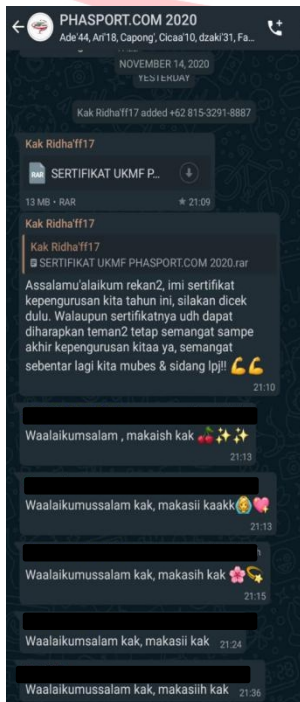 PHASPORT.COM 2020
Ade'44, Ari'18, Capong', Cicaa'10, dzaki'31, Fa...
NOVEMBER 14, 2020
YESTERDAY
Kak Ridha'ff17 added +62 815-3291-8887
Kak Ridha'ff17
RAR
SERTIFIKAT UKMF P...
13 MB • RAR
21:09
Kak Ridha'ff17
Kak Ridha'ff17
SERTIFIKAT UKMF PHASPORT.COM 2020.rar
Assalamu'alaikum rekan2, imi sertifikat
kepengurusan kita tahun ini, silakan dicek
dulu. Walaupun sertifikatnya udh dapat
diharapkan teman2 tetap semangat sampe
akhir kepengurusan kitaa ya, semangat
sebentar lagi kita mubes & sidang lpj!! 💪💪
21:10
Waalaikumsalam , makaish kak 🍒✨✨
21:13
Waalaikumussalam kak, makasii kaakk👸💖
21:13
Waalaikumussalam kak, makasih kak 🌸💫
21:15
Waalaikumsalam kak, makasii kak
21:24
Waalaikumussalam kak, makasiih kak
21:36